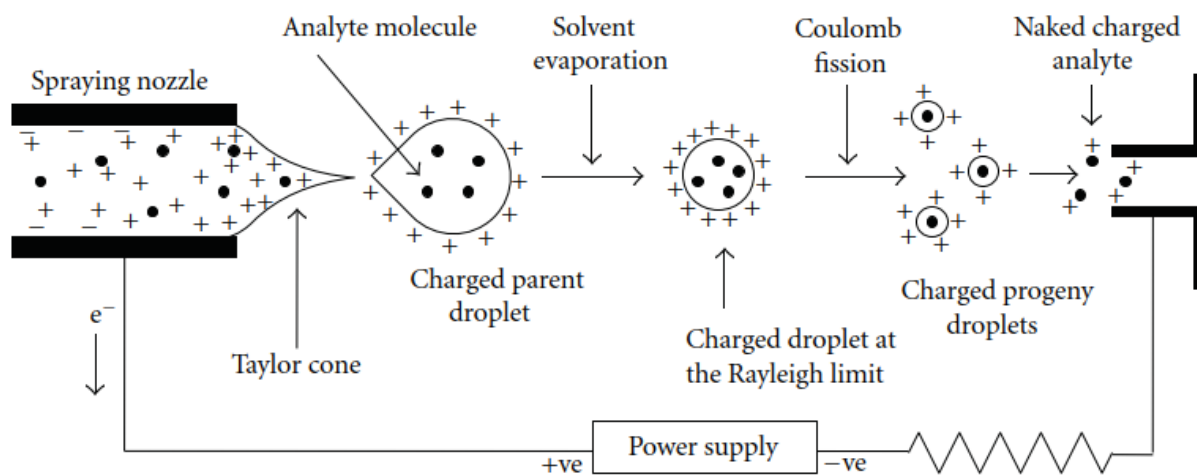 Analyte molecule
Solvent
evaporation
Coulomb
fission
Naked charged
analyte
Spraying nozzle
Charged parent
droplet
Charged progeny
droplets
e⁻
Taylor cone
Charged droplet at
the Rayleigh limit
+ve
Power supply
−ve